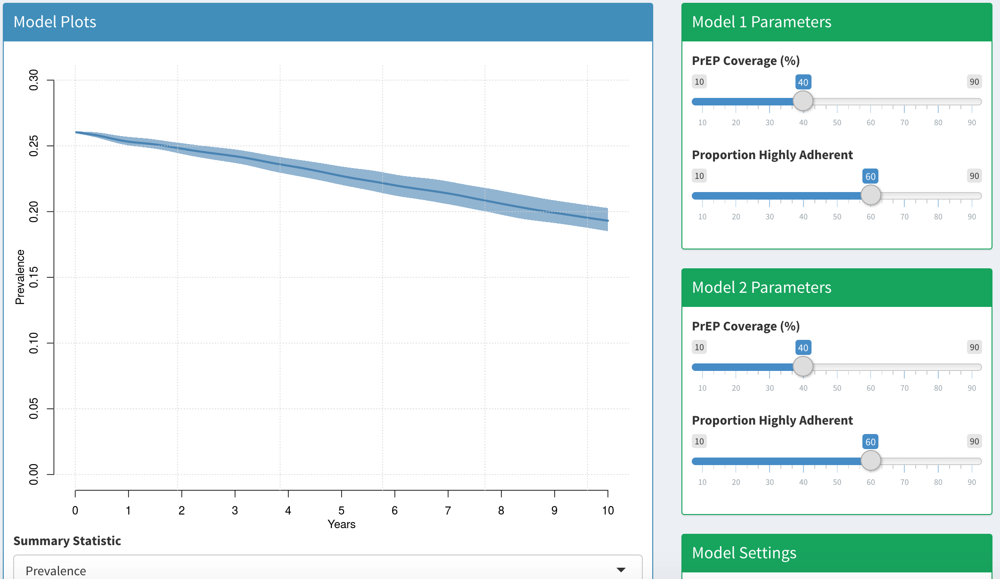 Model Plots
0.30
0.25
0.20
0.15
0.10
0.05
0.00
Prevalence
0 1 2 3 4 5 6 7 8 9 10
Years
Summary Statistic
Prevalence
Model 1 Parameters
PrEP Coverage (%)
10 40 90
10 20 30 40 50 60 70 80 90
Proportion Highly Adherent
10 60 90
10 20 30 40 50 60 70 80 90
Model 2 Parameters
PrEP Coverage (%)
10 40 90
10 20 30 40 50 60 70 80 90
Proportion Highly Adherent
10 60 90
10 20 30 40 50 60 70 80 90
Model Settings